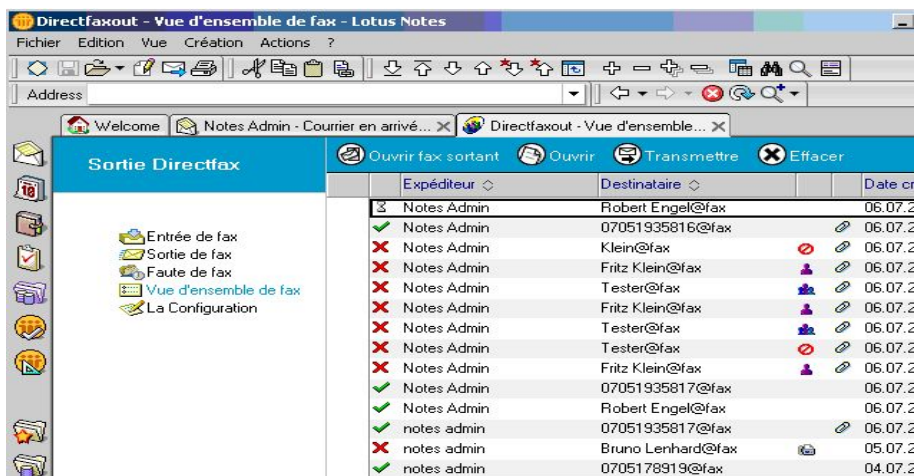 Directfaxout - Vue d'ensemble de fax - Lotus Notes
Fichier Edition Vue Création Actions ?
Address
Welcome Notes Admin - Courrier en arrivé... Directfaxout - Vue d'ensemble...
Sortie Directfax
Ouvrir fax sortant Ouvrir Transmettre Effacer
Entrée de fax
Sortie de fax
Faute de fax
Vue d'ensemble de fax
La Configuration
Expéditeur Destinataire Date cr
Notes Admin Robert Engel@fax 06.07.2
Notes Admin 07051935816@fax 06.07.2
Notes Admin Klein@fax 06.07.2
Notes Admin Fritz Klein@fax 06.07.2
Notes Admin Tester@fax 06.07.2
Notes Admin Fritz Klein@fax 06.07.2
Notes Admin Tester@fax 06.07.2
Notes Admin Tester@fax 06.07.2
Notes Admin Fritz Klein@fax 06.07.2
Notes Admin 07051935817@fax 06.07.2
Notes Admin Robert Engel@fax 06.07.2
notes admin 07051935817@fax 06.07.2
notes admin Bruno Lenhard@fax 05.07.2
notes admin 0705178919@fax 04.07.2